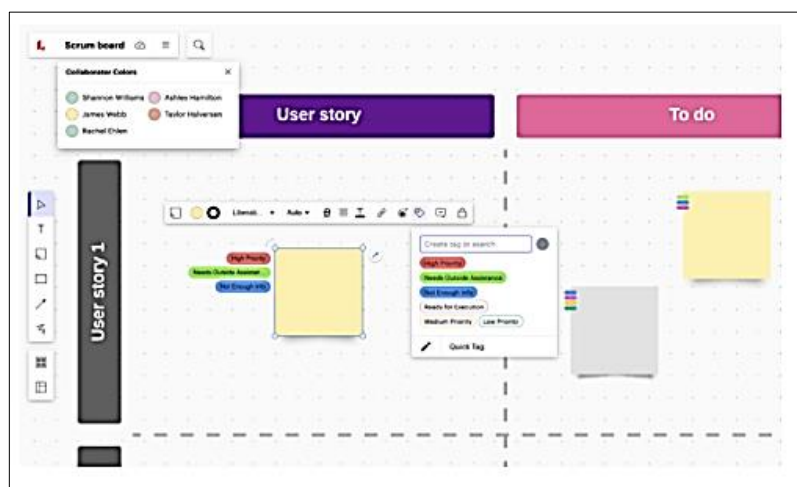 Scrum board
Collaborator Colors
Shannon Williams Ashley Hamilton
James Webb Taylor Halversen
Rachel Ehlen
User story
To do
User story 1
Auto
High Priority
Needs Outside Assistan...
Not Enough Info
Create tag or search
High Priority
Needs Outside Assistance
Not Enough Info
Ready for Execution
Medium Priority Low Priority
Quick Tag